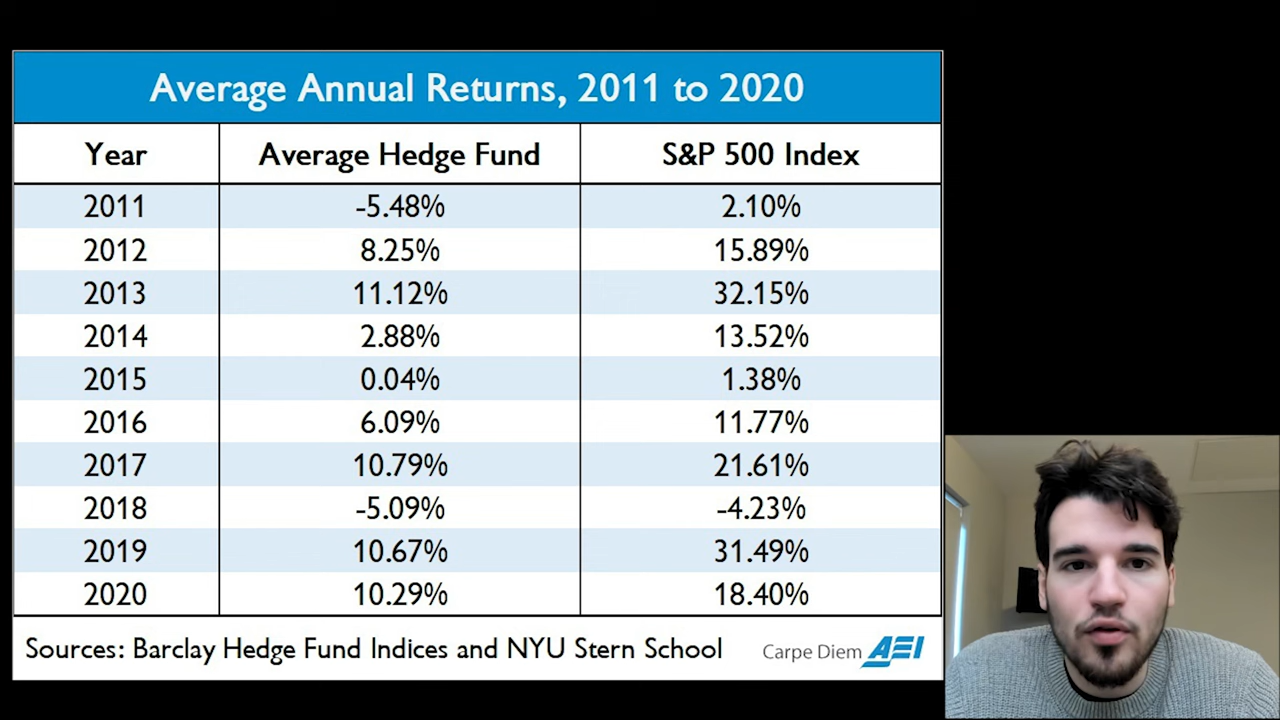 Average Annual Returns, 2011 to 2020
Year Average Hedge Fund S&P 500 Index
2011 -5.48% 2.10%
2012 8.25% 15.89%
2013 11.12% 32.15%
2014 2.88% 13.52%
2015 0.04% 1.38%
2016 6.09% 11.77%
2017 10.79% 21.61%
2018 -5.09% -4.23%
2019 10.67% 31.49%
2020 10.29% 18.40%
Sources: Barclay Hedge Fund Indices and NYU Stern School Carpe Diem AEI